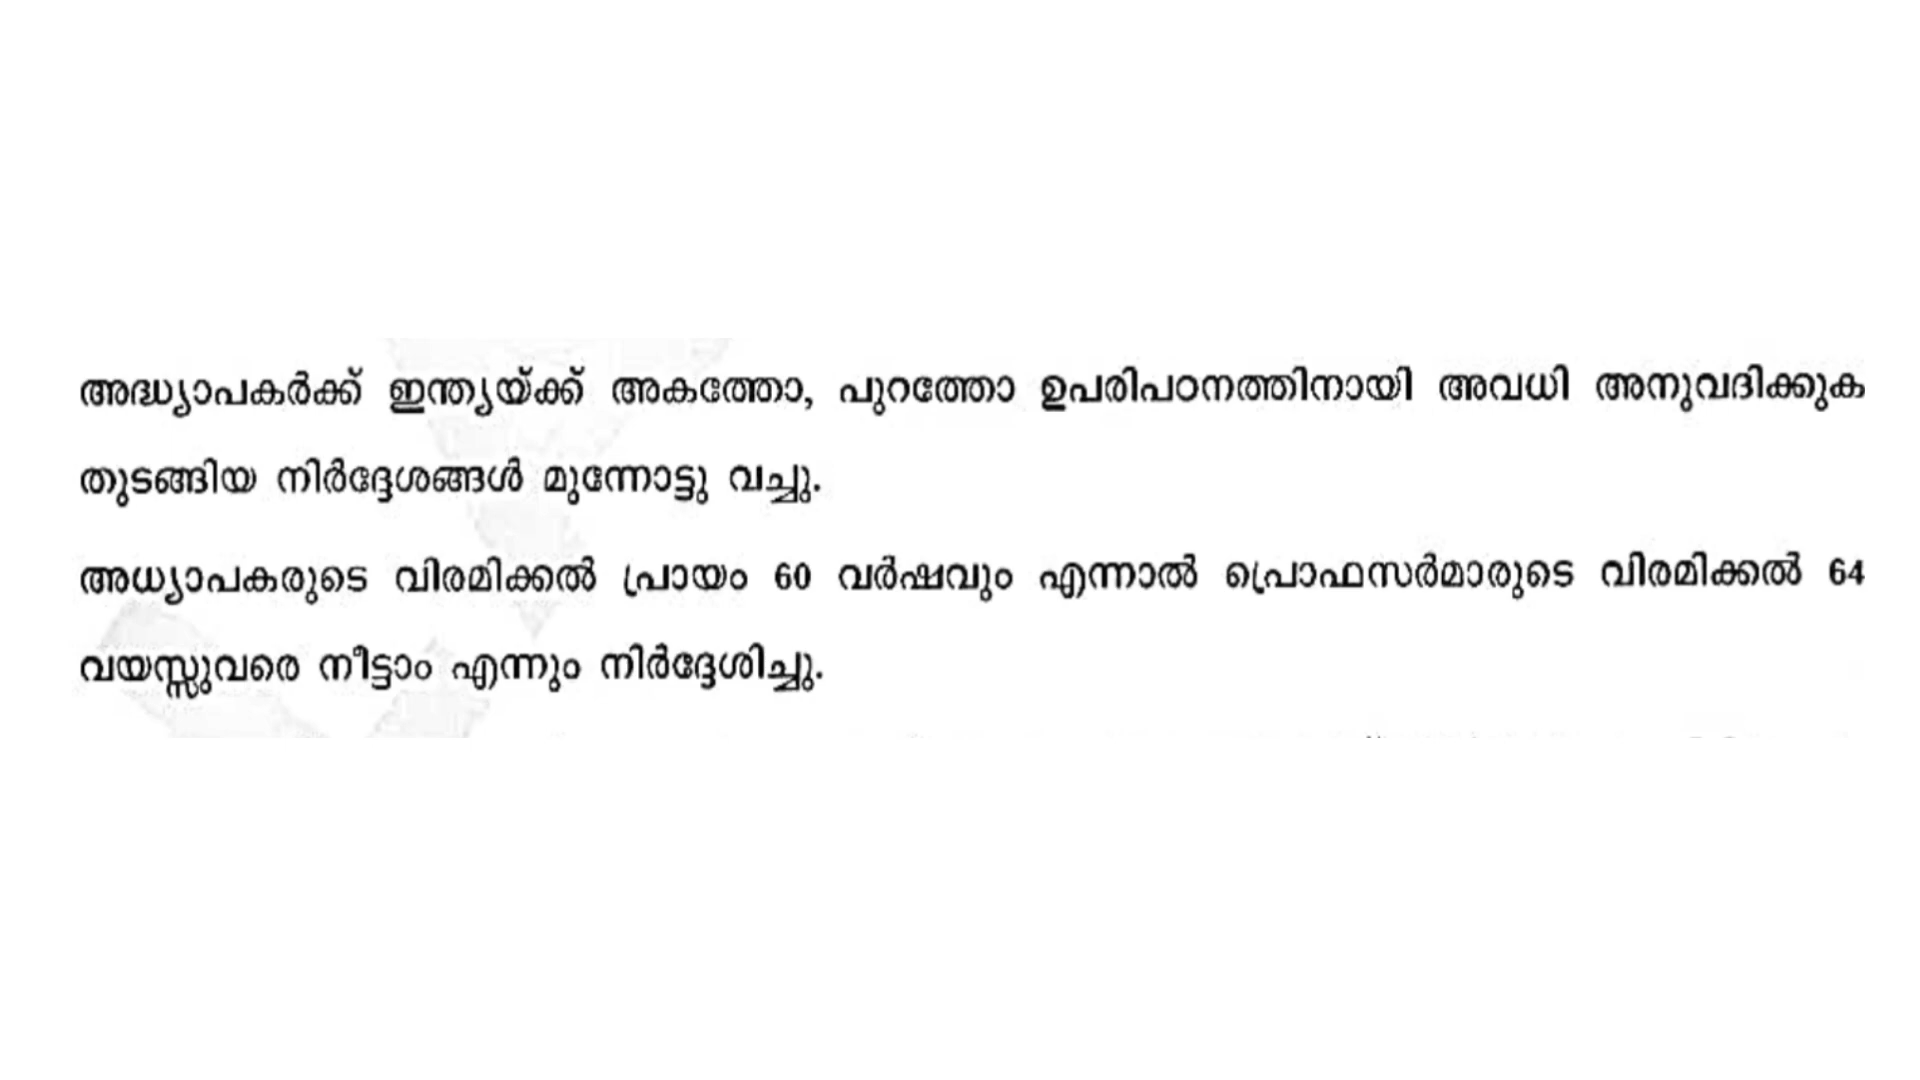 അദ്ധ്യാപകർക്ക് ഇന്ത്യയ്ക്ക് അകത്തോ, പുറത്തോ ഉപരിപഠനത്തിനായി അവധി അനുവദിക്കുക
തുടങ്ങിയ നിർദ്ദേശങ്ങൾ മുന്നോട്ടു വച്ചു.
അധ്യാപകരുടെ വിരമിക്കൽ പ്രായം 60 വർഷവും എന്നാൽ പ്രൊഫസർമാരുടെ വിരമിക്കൽ 64
വയസ്സുവരെ നീട്ടാം എന്നും നിർദ്ദേശിച്ചു.